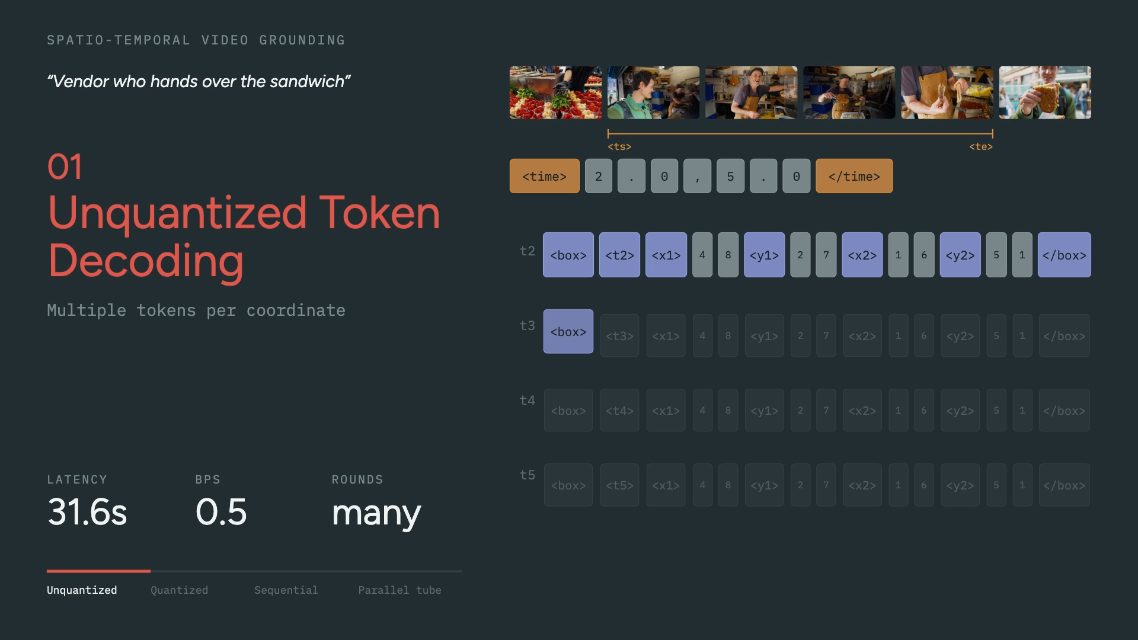 SPATIO-TEMPORAL VIDEO GROUNDING
“Vendor who hands over the sandwich”
01
Unquantized Token
Decoding
Multiple tokens per coordinate
LATENCY BPS ROUNDS
31.6s 0.5 many
Unquantized Quantized Sequential Parallel tube
<ts> <te>
<time> 2 . 0 , 5 . 0 </time>
t2 <box> <t2> <x1> 4 8 <y1> 2 7 <x2> 1 6 <y2> 5 1 </box>
t3 <box> <t3> <x1> 4 8 <y1> 2 7 <x2> 1 6 <y2> 5 1 </box>
t4 <box> <t4> <x1> 4 8 <y1> 2 7 <x2> 1 6 <y2> 5 1 </box>
t5 <box> <t5> <x1> 4 8 <y1> 2 7 <x2> 1 6 <y2> 5 1 </box>